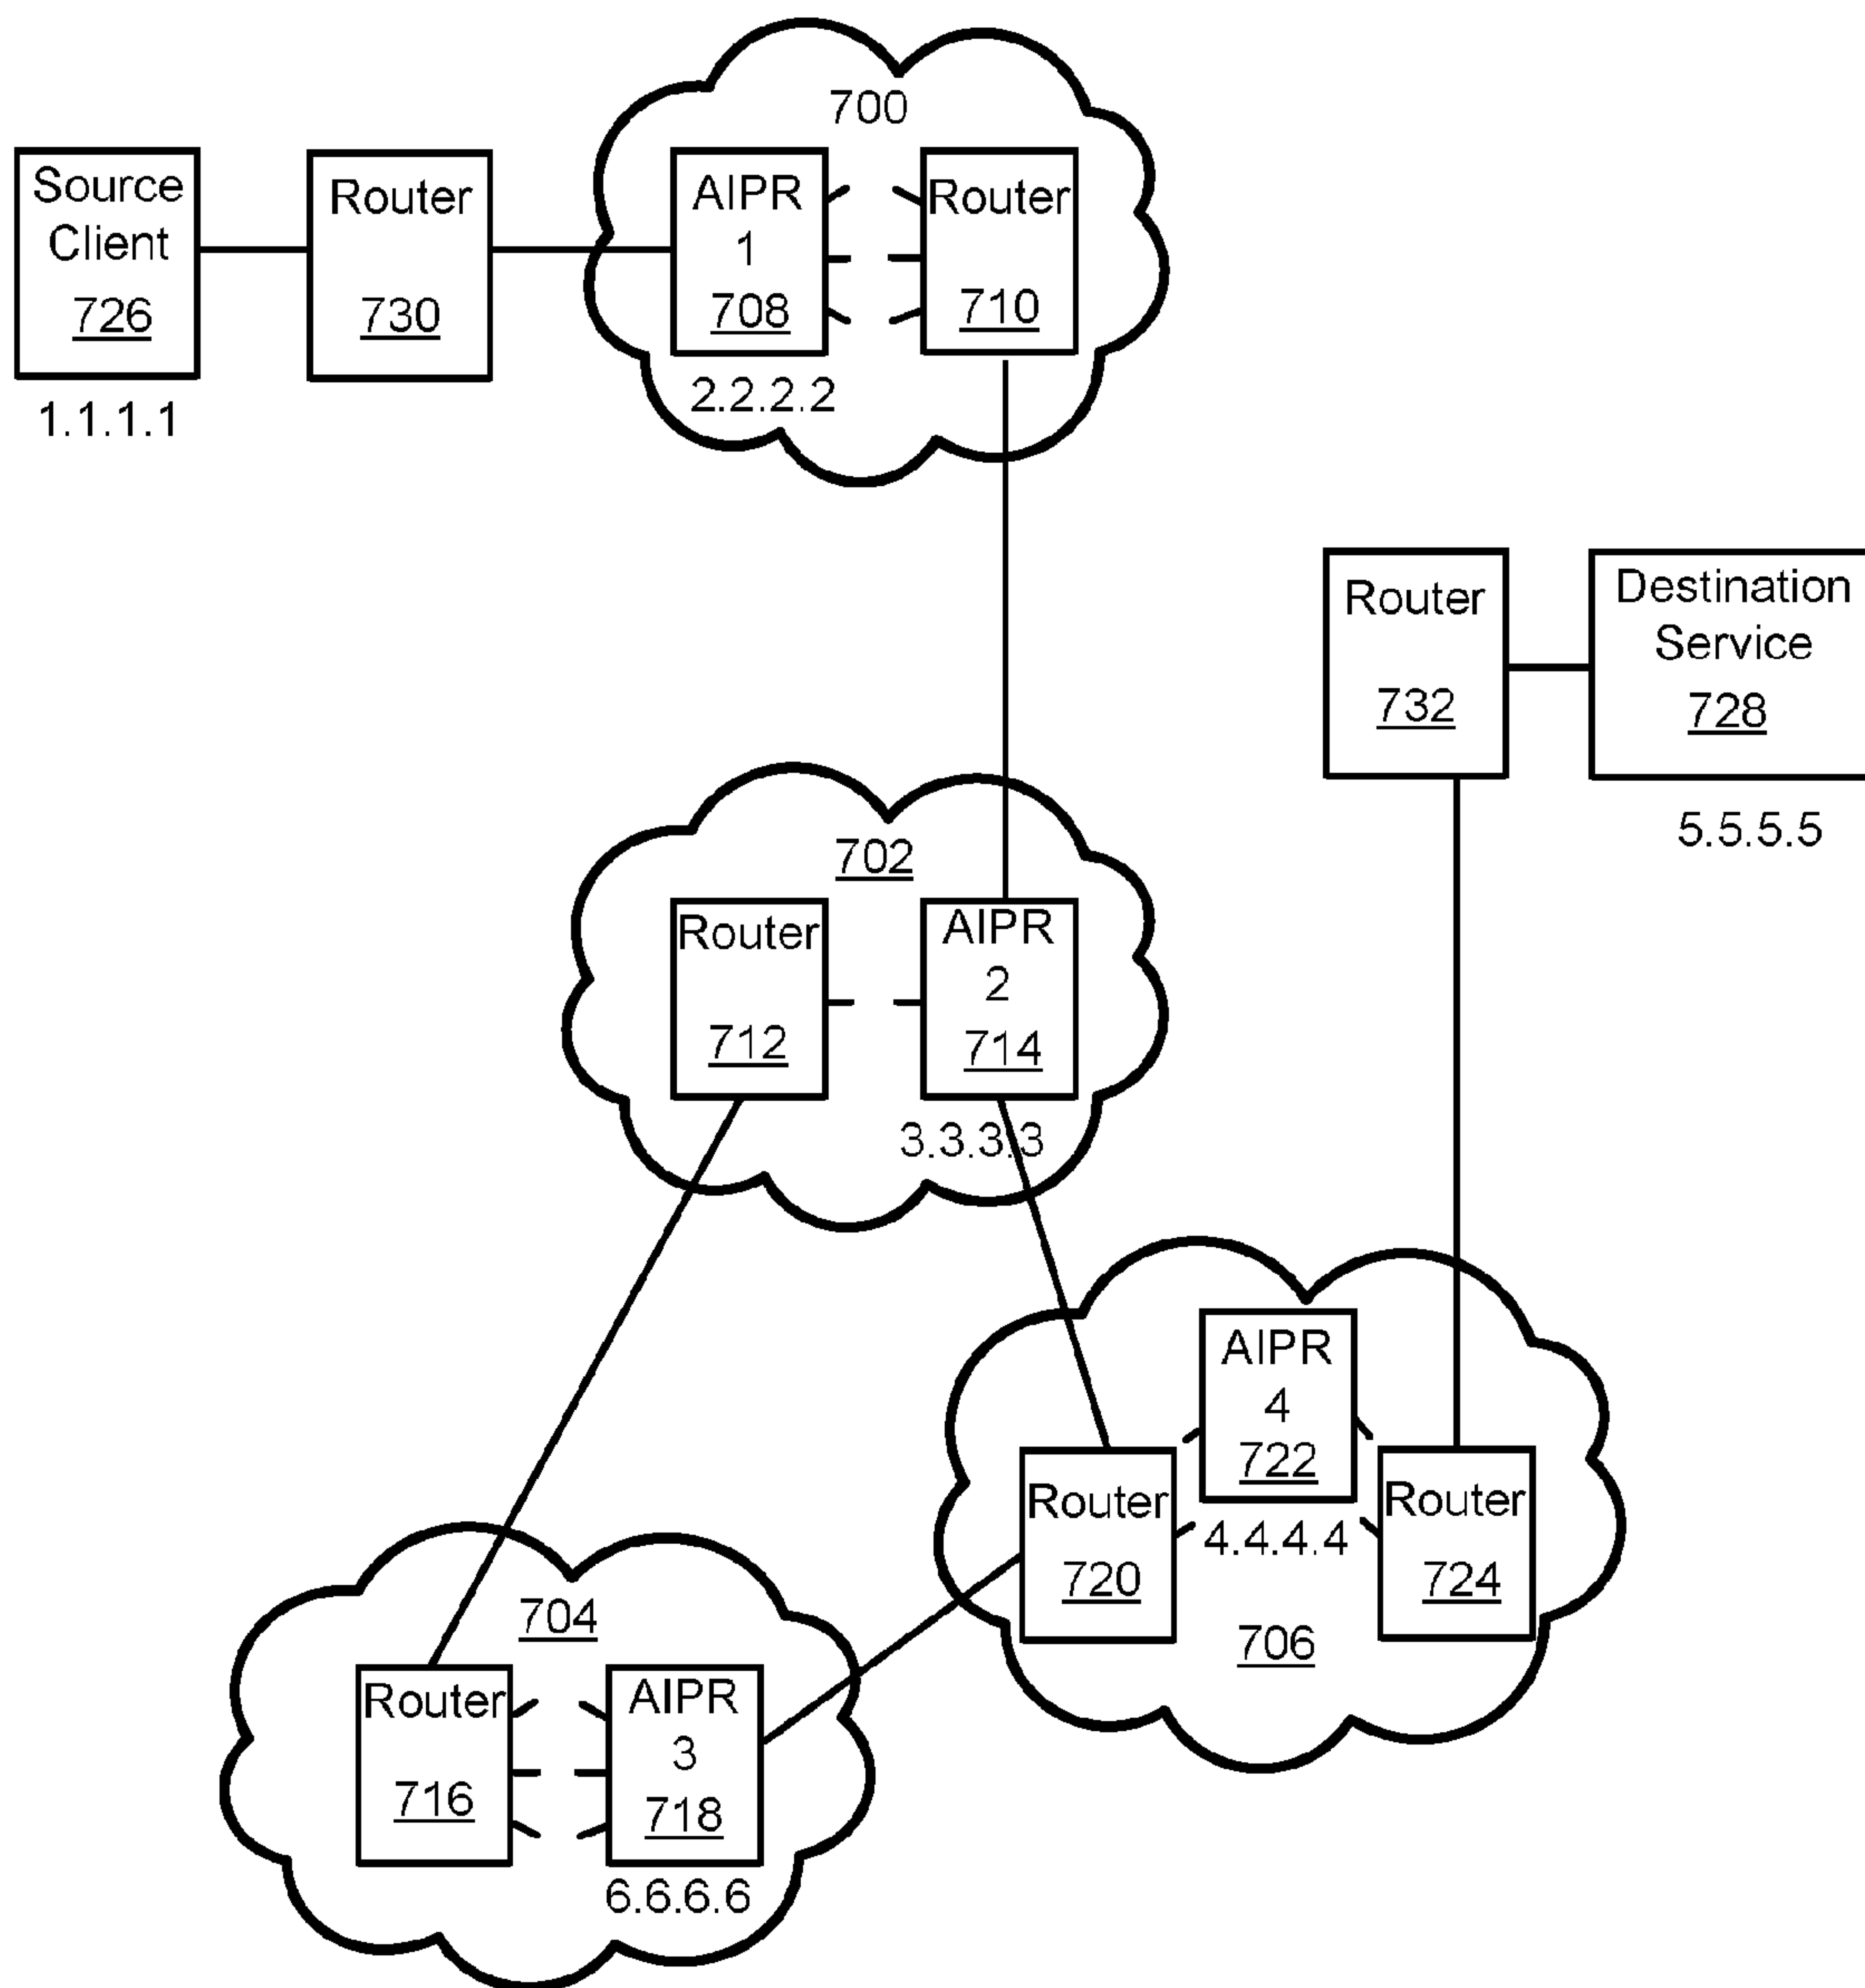 700
Source
Client
726
1.1.1.1
Router
730
AIPR
1
708
2.2.2.2
Router
710
Router
732
Destination
Service
728
5.5.5.5
702
Router
712
AIPR
2
714
3.3.3.3
AIPR
4
722
4.4.4.4
Router
720
Router
724
706
704
Router
716
AIPR
3
718
6.6.6.6